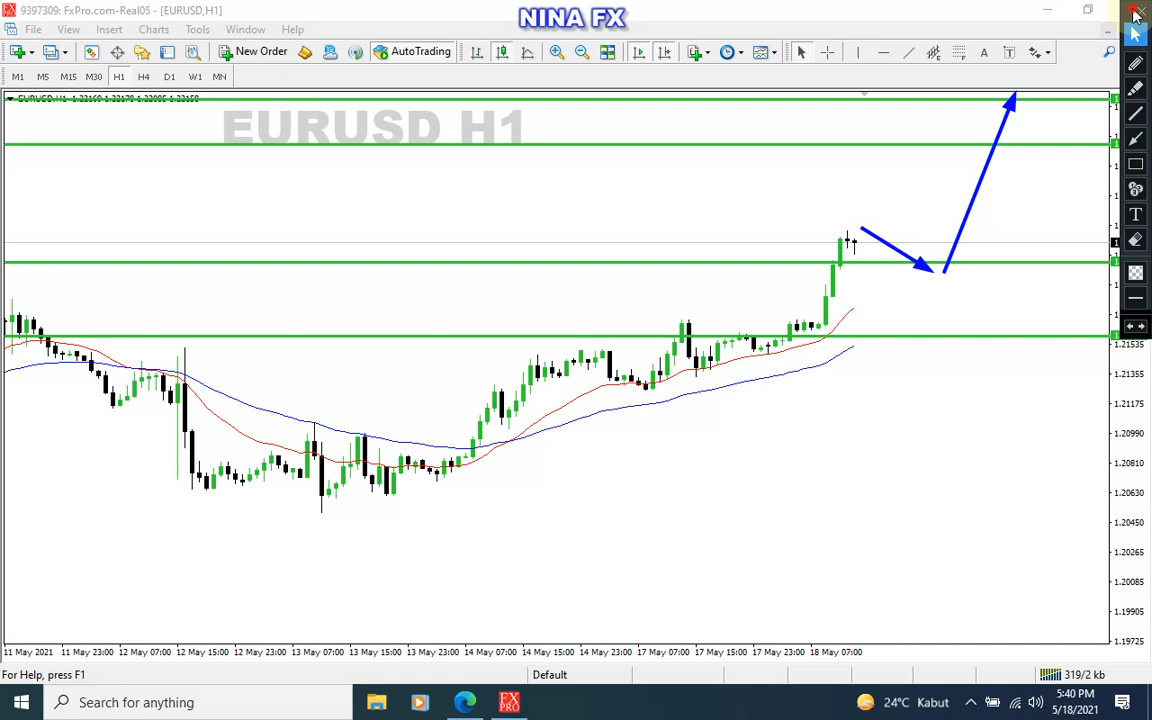 9397309: FxPro.com-Real05 - [EURUSD,H1]
NINA FX
File View Insert Charts Tools Window Help
New Order AutoTrading
M1 M5 M15 M30 H1 H4 D1 W1 MN
EURUSD H1
1.21535
1.21355
1.21175
1.20990
1.20810
1.20630
1.20450
1.20265
1.20085
1.19905
1.19725
11 May 2021 11 May 23:00 12 May 07:00 12 May 15:00 12 May 23:00 13 May 07:00 13 May 15:00 13 May 23:00 14 May 07:00 14 May 15:00 14 May 23:00 17 May 07:00 17 May 15:00 17 May 23:00 18 May 07:00
For Help, press F1 Default 319/2 kb
Search for anything
FX PRO
24°C Kabut
5:40 PM
5/18/2021